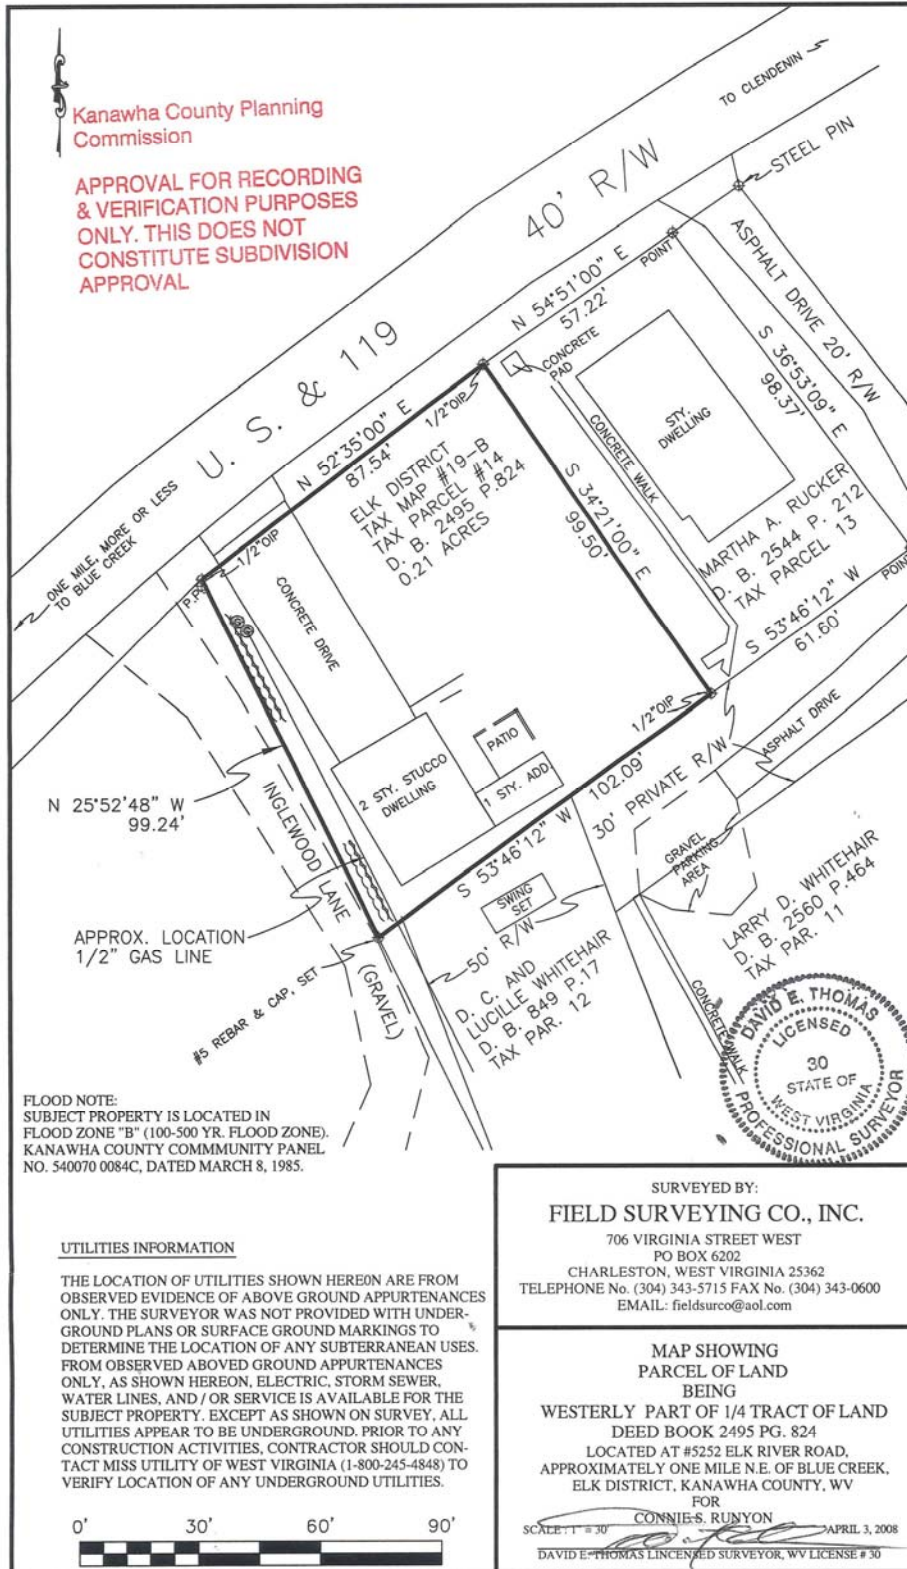 Kanawha County Planning
Commission
APPROVAL FOR RECORDING
& VERIFICATION PURPOSES
ONLY. THIS DOES NOT
CONSTITUTE SUBDIVISION
APPROVAL
TO CLENDENIN
STEEL PIN
40' R/W
U. S. & 119
ONE MILE, MORE OR LESS
TO BLUE CREEK
N 54°51'00" E
57.22'
POINT
ASPHALT DRIVE 20' R/W
S 36°53'09" E
98.37'
CONCRETE
PAD
STY.
DWELLING
CONCRETE WALK
N 52°35'00" E
87.54'
1/2"OIP
ELK DISTRICT
TAX MAP #19-B
TAX PARCEL #14
D. B. 2495 P.824
0.21 ACRES
S 34°21'00" E
99.50'
MARTHA A. RUCKER
D. B. 2544 P. 212
TAX PARCEL 13
POINT
S 53°46'12" W
61.60'
P.P.
1/2"OIP
CONCRETE DRIVE
1/2"OIP
PATIO
1 STY. ADD.
2 STY. STUCCO
DWELLING
S 53°46'12" W 102.09'
30' PRIVATE R/W
ASPHALT DRIVE
N 25°52'48" W
99.24'
INGLEWOOD LANE
(GRAVEL)
APPROX. LOCATION
1/2" GAS LINE
#5 REBAR & CAP, SET
SWING
SET
50' R/W
GRAVEL
PARKING
AREA
D. C. AND
LUCILLE WHITEHAIR
D. B. 849 P.17
TAX PAR. 12
LARRY D. WHITEHAIR
D. B. 2560 P.464
TAX PAR. 11
CONCRETE WALK
DAVID E. THOMAS
LICENSED
30
STATE OF
WEST VIRGINIA
PROFESSIONAL SURVEYOR
FLOOD NOTE:
SUBJECT PROPERTY IS LOCATED IN
FLOOD ZONE "B" (100-500 YR. FLOOD ZONE).
KANAWHA COUNTY COMMMUNITY PANEL
NO. 540070 0084C, DATED MARCH 8, 1985.
UTILITIES INFORMATION
THE LOCATION OF UTILITIES SHOWN HEREON ARE FROM
OBSERVED EVIDENCE OF ABOVE GROUND APPURTENANCES
ONLY. THE SURVEYOR WAS NOT PROVIDED WITH UNDER-
GROUND PLANS OR SURFACE GROUND MARKINGS TO
DETERMINE THE LOCATION OF ANY SUBTERRANEAN USES.
FROM OBSERVED ABOVED GROUND APPURTENANCES
ONLY, AS SHOWN HEREON, ELECTRIC, STORM SEWER,
WATER LINES, AND / OR SERVICE IS AVAILABLE FOR THE
SUBJECT PROPERTY. EXCEPT AS SHOWN ON SURVEY, ALL
UTILITIES APPEAR TO BE UNDERGROUND. PRIOR TO ANY
CONSTRUCTION ACTIVITIES, CONTRACTOR SHOULD CON-
TACT MISS UTILITY OF WEST VIRGINIA (1-800-245-4848) TO
VERIFY LOCATION OF ANY UNDERGROUND UTILITIES.
0' 30' 60' 90'
SURVEYED BY:
FIELD SURVEYING CO., INC.
706 VIRGINIA STREET WEST
PO BOX 6202
CHARLESTON, WEST VIRGINIA 25362
TELEPHONE No. (304) 343-5715 FAX No. (304) 343-0600
EMAIL: fieldsurco@aol.com
MAP SHOWING
PARCEL OF LAND
BEING
WESTERLY PART OF 1/4 TRACT OF LAND
DEED BOOK 2495 PG. 824
LOCATED AT #5252 ELK RIVER ROAD,
APPROXIMATELY ONE MILE N.E. OF BLUE CREEK,
ELK DISTRICT, KANAWHA COUNTY, WV
FOR
CONNIE S. RUNYON
SCALE : 1" = 30' APRIL 3, 2008
DAVID E. THOMAS LINCENSED SURVEYOR, WV LICENSE # 30